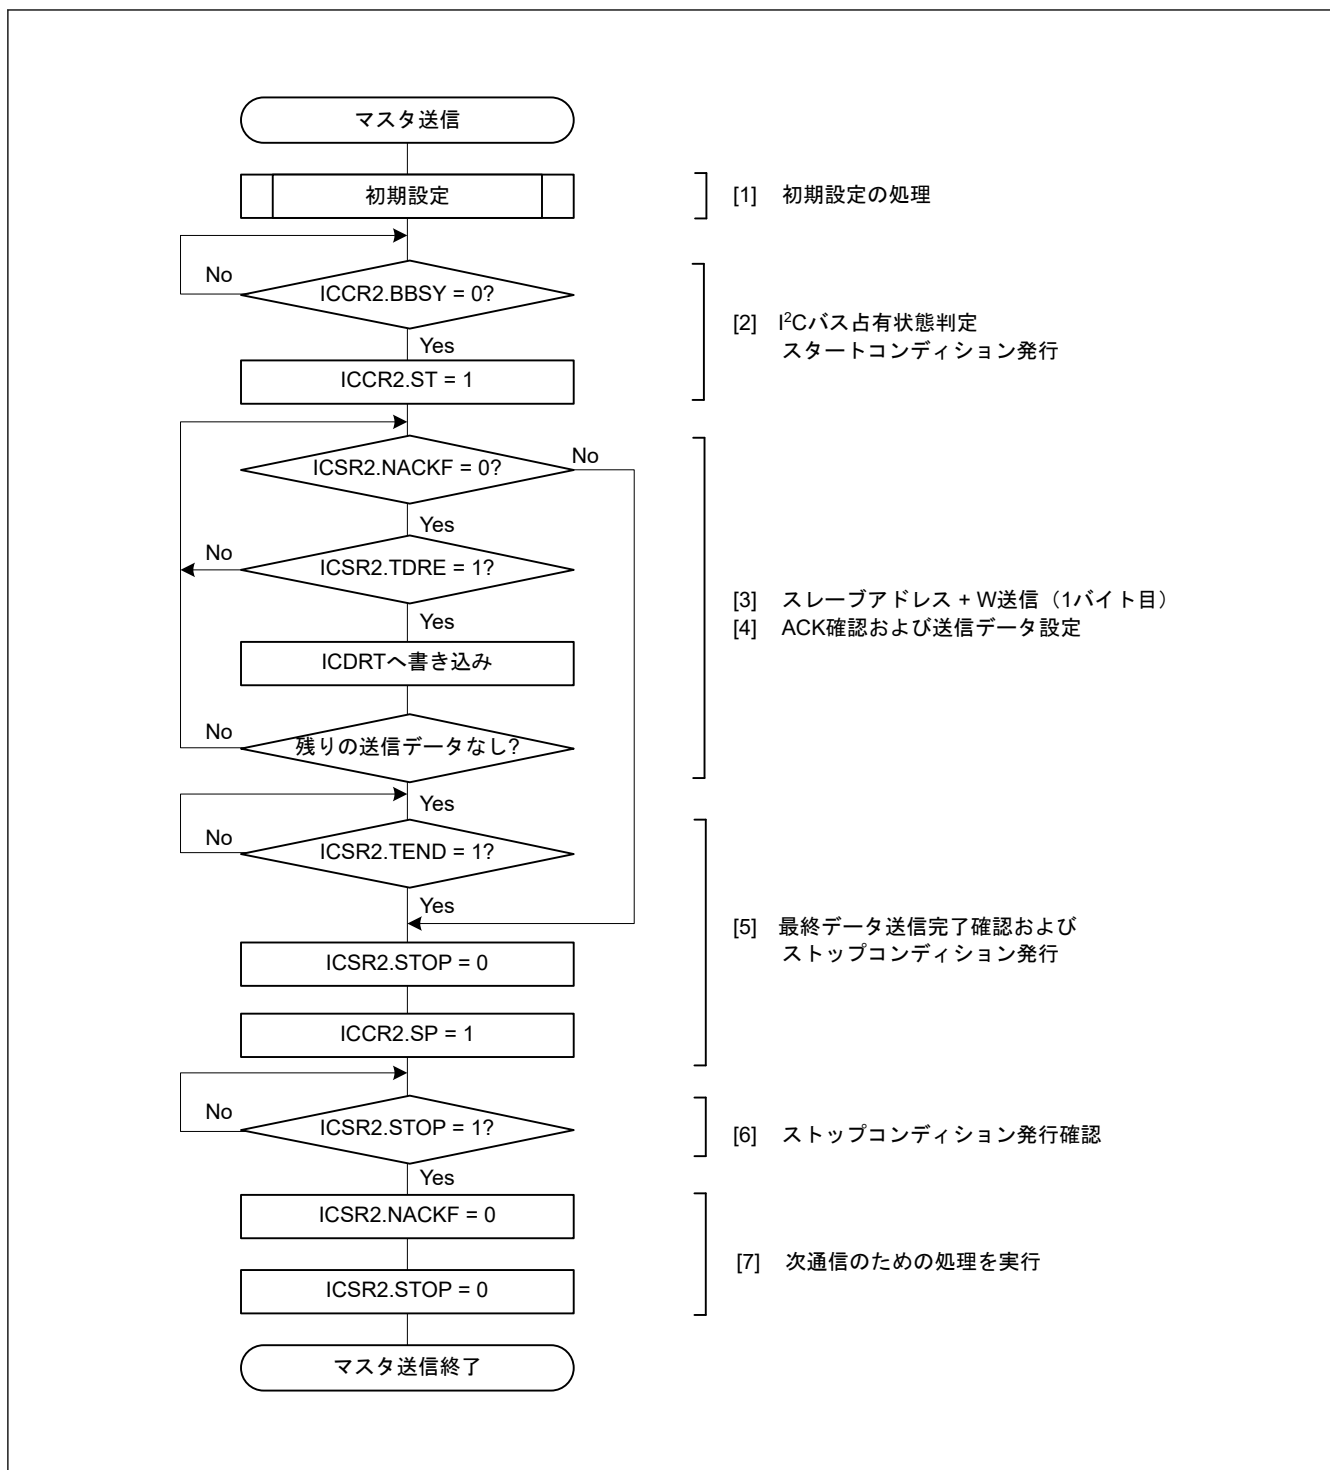 マスタ送信
初期設定
[1] 初期設定の処理
No
ICCR2.BBSY = 0?
Yes
ICCR2.ST = 1
[2] I²Cバス占有状態判定
スタートコンディション発行
ICSR2.NACKF = 0?
No
Yes
No
ICSR2.TDRE = 1?
Yes
ICDRTへ書き込み
No
残りの送信データなし?
Yes
[3] スレーブアドレス + W送信（1バイト目）
[4] ACK確認および送信データ設定
No
ICSR2.TEND = 1?
Yes
ICSR2.STOP = 0
ICCR2.SP = 1
[5] 最終データ送信完了確認および
ストップコンディション発行
No
ICSR2.STOP = 1?
Yes
[6] ストップコンディション発行確認
ICSR2.NACKF = 0
ICSR2.STOP = 0
[7] 次通信のための処理を実行
マスタ送信終了